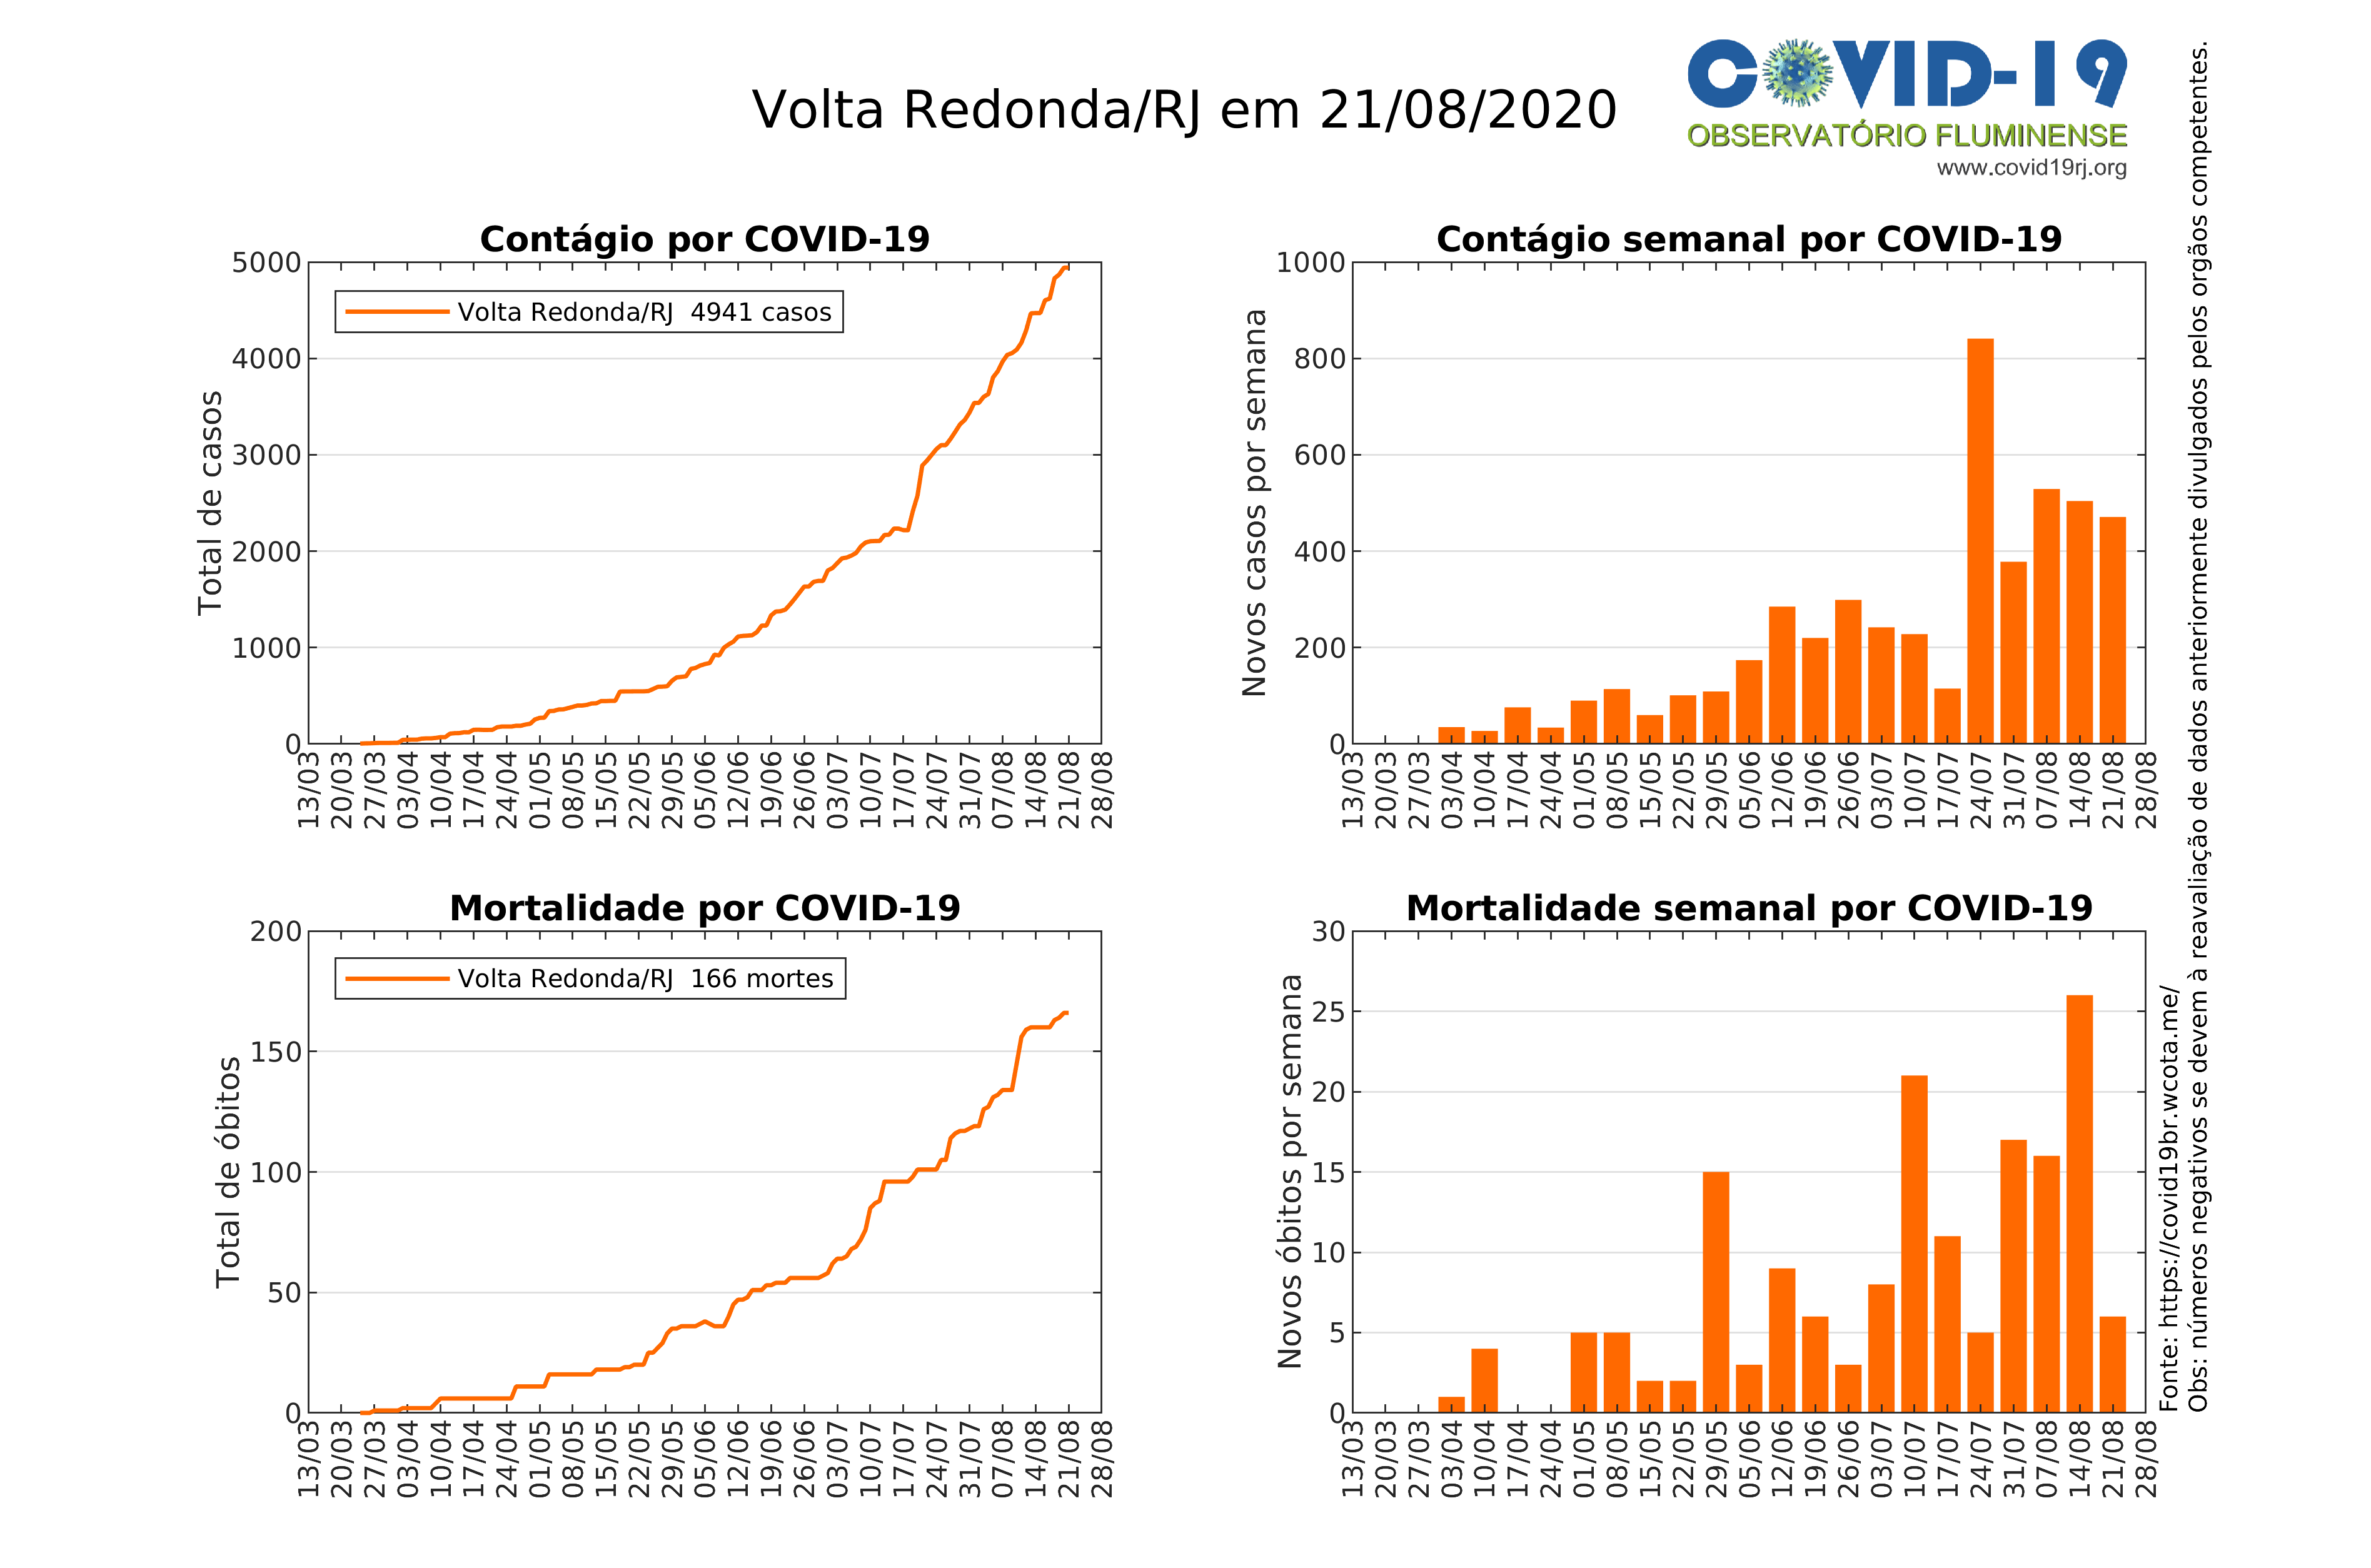 Volta Redonda/RJ em 21/08/2020
COVID-19
OBSERVATÓRIO FLUMINENSE
www.covid19rj.org
Contágio por COVID-19
Total de casos
5000
4000
3000
2000
1000
0
Volta Redonda/RJ 4941 casos
13/03 20/03 27/03 03/04 10/04 17/04 24/04 01/05 08/05 15/05 22/05 29/05 05/06 12/06 19/06 26/06 03/07 10/07 17/07 24/07 31/07 07/08 14/08 21/08 28/08
Contágio semanal por COVID-19
Novos casos por semana
1000
800
600
400
200
0
13/03 20/03 27/03 03/04 10/04 17/04 24/04 01/05 08/05 15/05 22/05 29/05 05/06 12/06 19/06 26/06 03/07 10/07 17/07 24/07 31/07 07/08 14/08 21/08 28/08
Mortalidade por COVID-19
Total de óbitos
200
150
100
50
0
Volta Redonda/RJ 166 mortes
13/03 20/03 27/03 03/04 10/04 17/04 24/04 01/05 08/05 15/05 22/05 29/05 05/06 12/06 19/06 26/06 03/07 10/07 17/07 24/07 31/07 07/08 14/08 21/08 28/08
Mortalidade semanal por COVID-19
Novos óbitos por semana
30
25
20
15
10
5
0
13/03 20/03 27/03 03/04 10/04 17/04 24/04 01/05 08/05 15/05 22/05 29/05 05/06 12/06 19/06 26/06 03/07 10/07 17/07 24/07 31/07 07/08 14/08 21/08 28/08
Fonte: https://covid19br.wcota.me/
Obs: números negativos se devem à reavaliação de dados anteriormente divulgados pelos orgãos competentes.